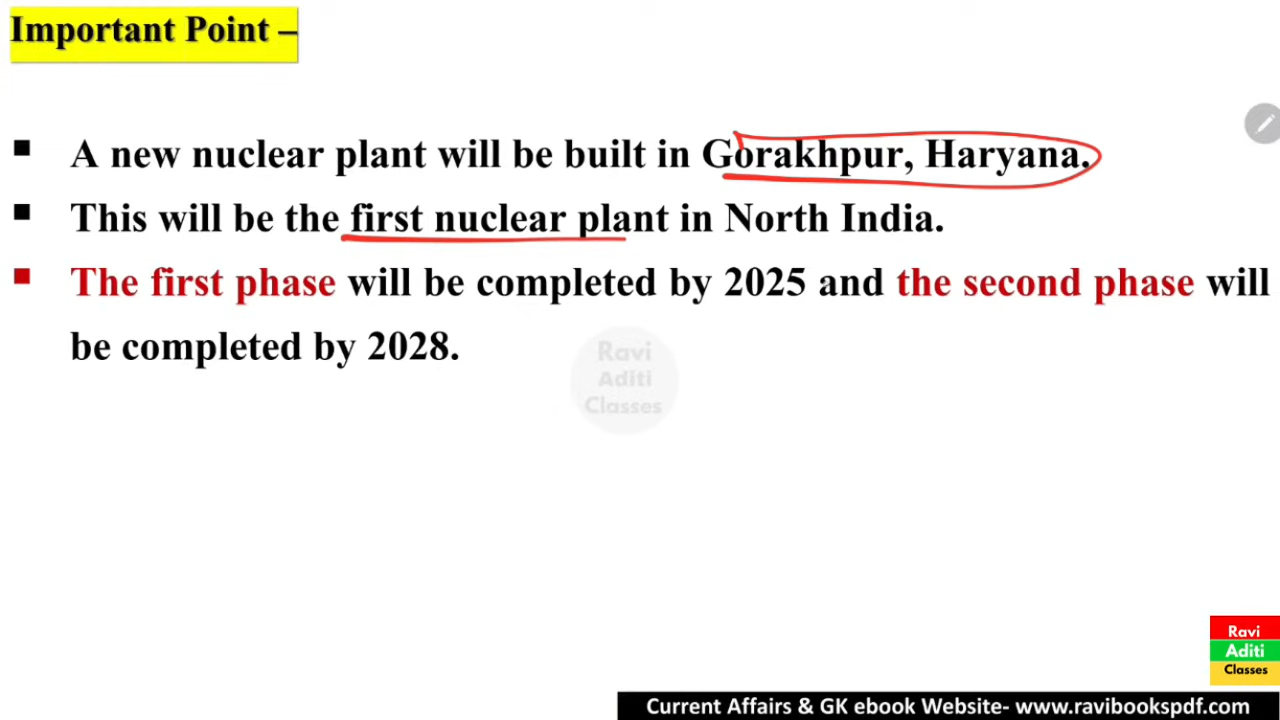 Important Point –
▪ A new nuclear plant will be built in Gorakhpur, Haryana.
▪ This will be the first nuclear plant in North India.
▪ The first phase will be completed by 2025 and the second phase will
be completed by 2028.
Ravi
Aditi
Classes
Ravi
Aditi
Classes
Current Affairs & GK ebook Website- www.ravibookspdf.com